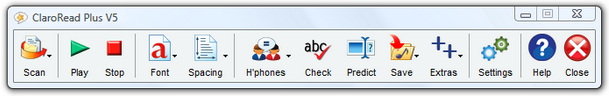 ClaroRead Plus V5
abc
Scan Play Stop Font Spacing H'phones Check Predict Save Extras Settings Help Close